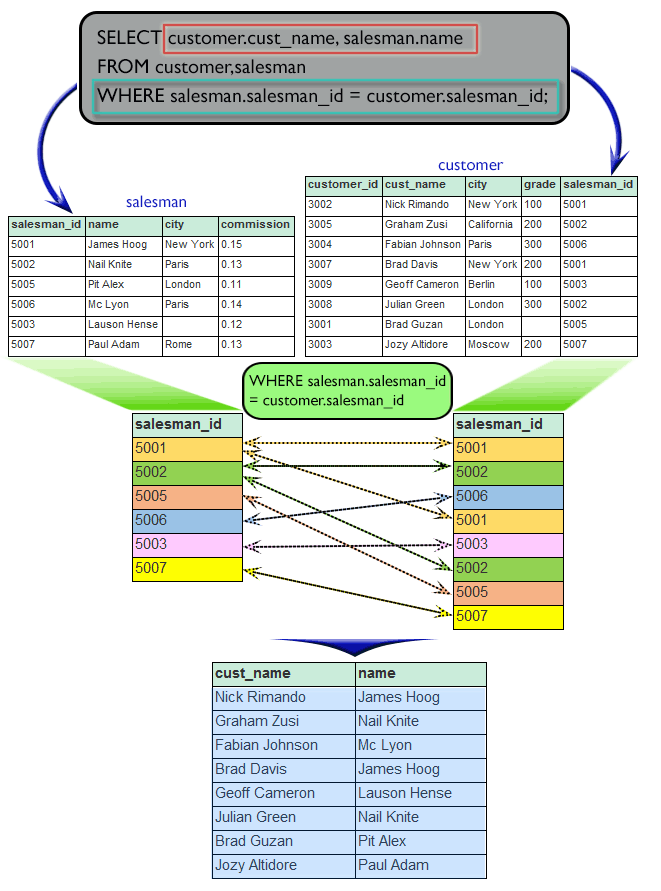 SELECT customer.cust_name, salesman.name
FROM customer,salesman
WHERE salesman.salesman_id = customer.salesman_id;
customer
customer_id cust_name city grade salesman_id
3002 Nick Rimando New York 100 5001
3005 Graham Zusi California 200 5002
3004 Fabian Johnson Paris 300 5006
3007 Brad Davis New York 200 5001
3009 Geoff Cameron Berlin 100 5003
3008 Julian Green London 300 5002
3001 Brad Guzan London 5005
3003 Jozy Altidore Moscow 200 5007
salesman
salesman_id name city commission
5001 James Hoog New York 0.15
5002 Nail Knite Paris 0.13
5005 Pit Alex London 0.11
5006 Mc Lyon Paris 0.14
5003 Lauson Hense 0.12
5007 Paul Adam Rome 0.13
WHERE salesman.salesman_id
= customer.salesman_id
salesman_id
5001
5002
5005
5006
5003
5007
salesman_id
5001
5002
5006
5001
5003
5002
5005
5007
cust_name name
Nick Rimando James Hoog
Graham Zusi Nail Knite
Fabian Johnson Mc Lyon
Brad Davis James Hoog
Geoff Cameron Lauson Hense
Julian Green Nail Knite
Brad Guzan Pit Alex
Jozy Altidore Paul Adam